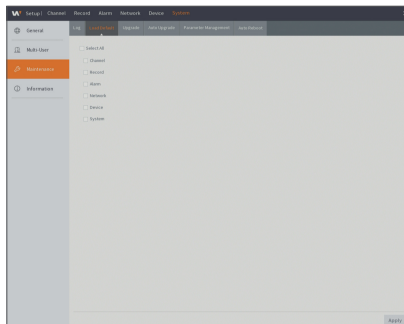 Setup| Channel Record Alarm Network Device System
General
Multi-User
Maintenance
Information
Log Load Default Upgrade Auto Upgrade Parameter Management Auto Reboot
Select All
Channel
Record
Alarm
Network
Device
System
Apply